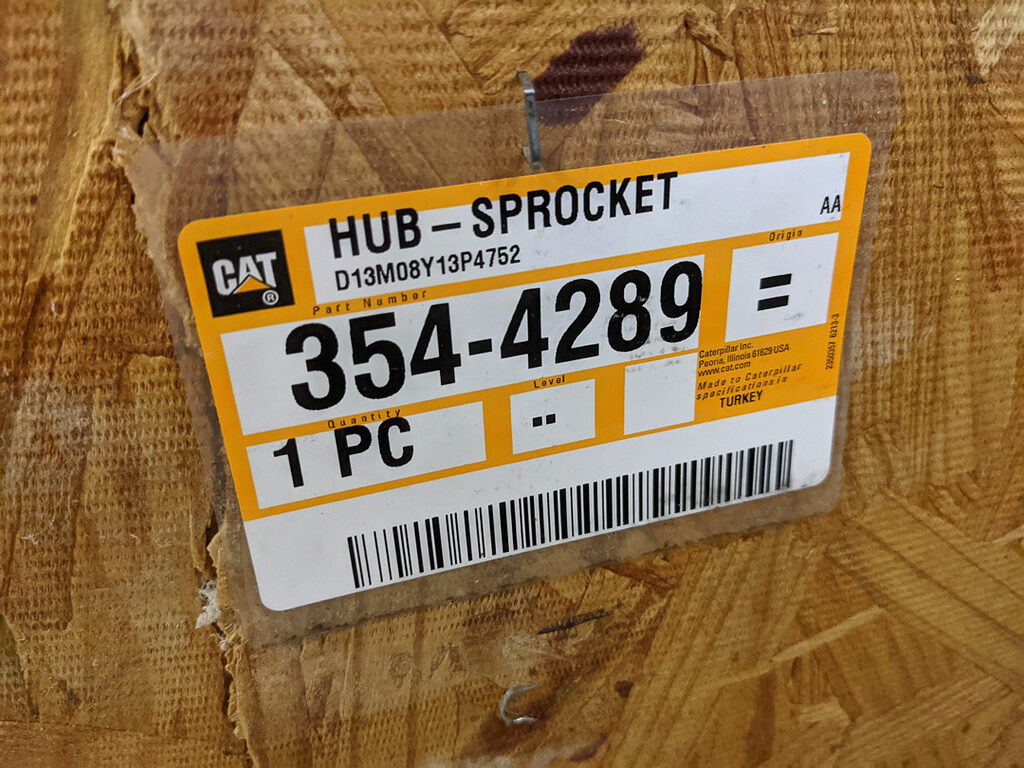 HUB-SPROCKET
AA
D13M08Y13P4752
CAT
®
Part Number
354-4289
Origin
=
Quantity
1 PC
Level
--
Caterpillar Inc.
Peoria, Illinois 61629 USA
www.cat.com
Made to Caterpillar
specifications in
TURKEY